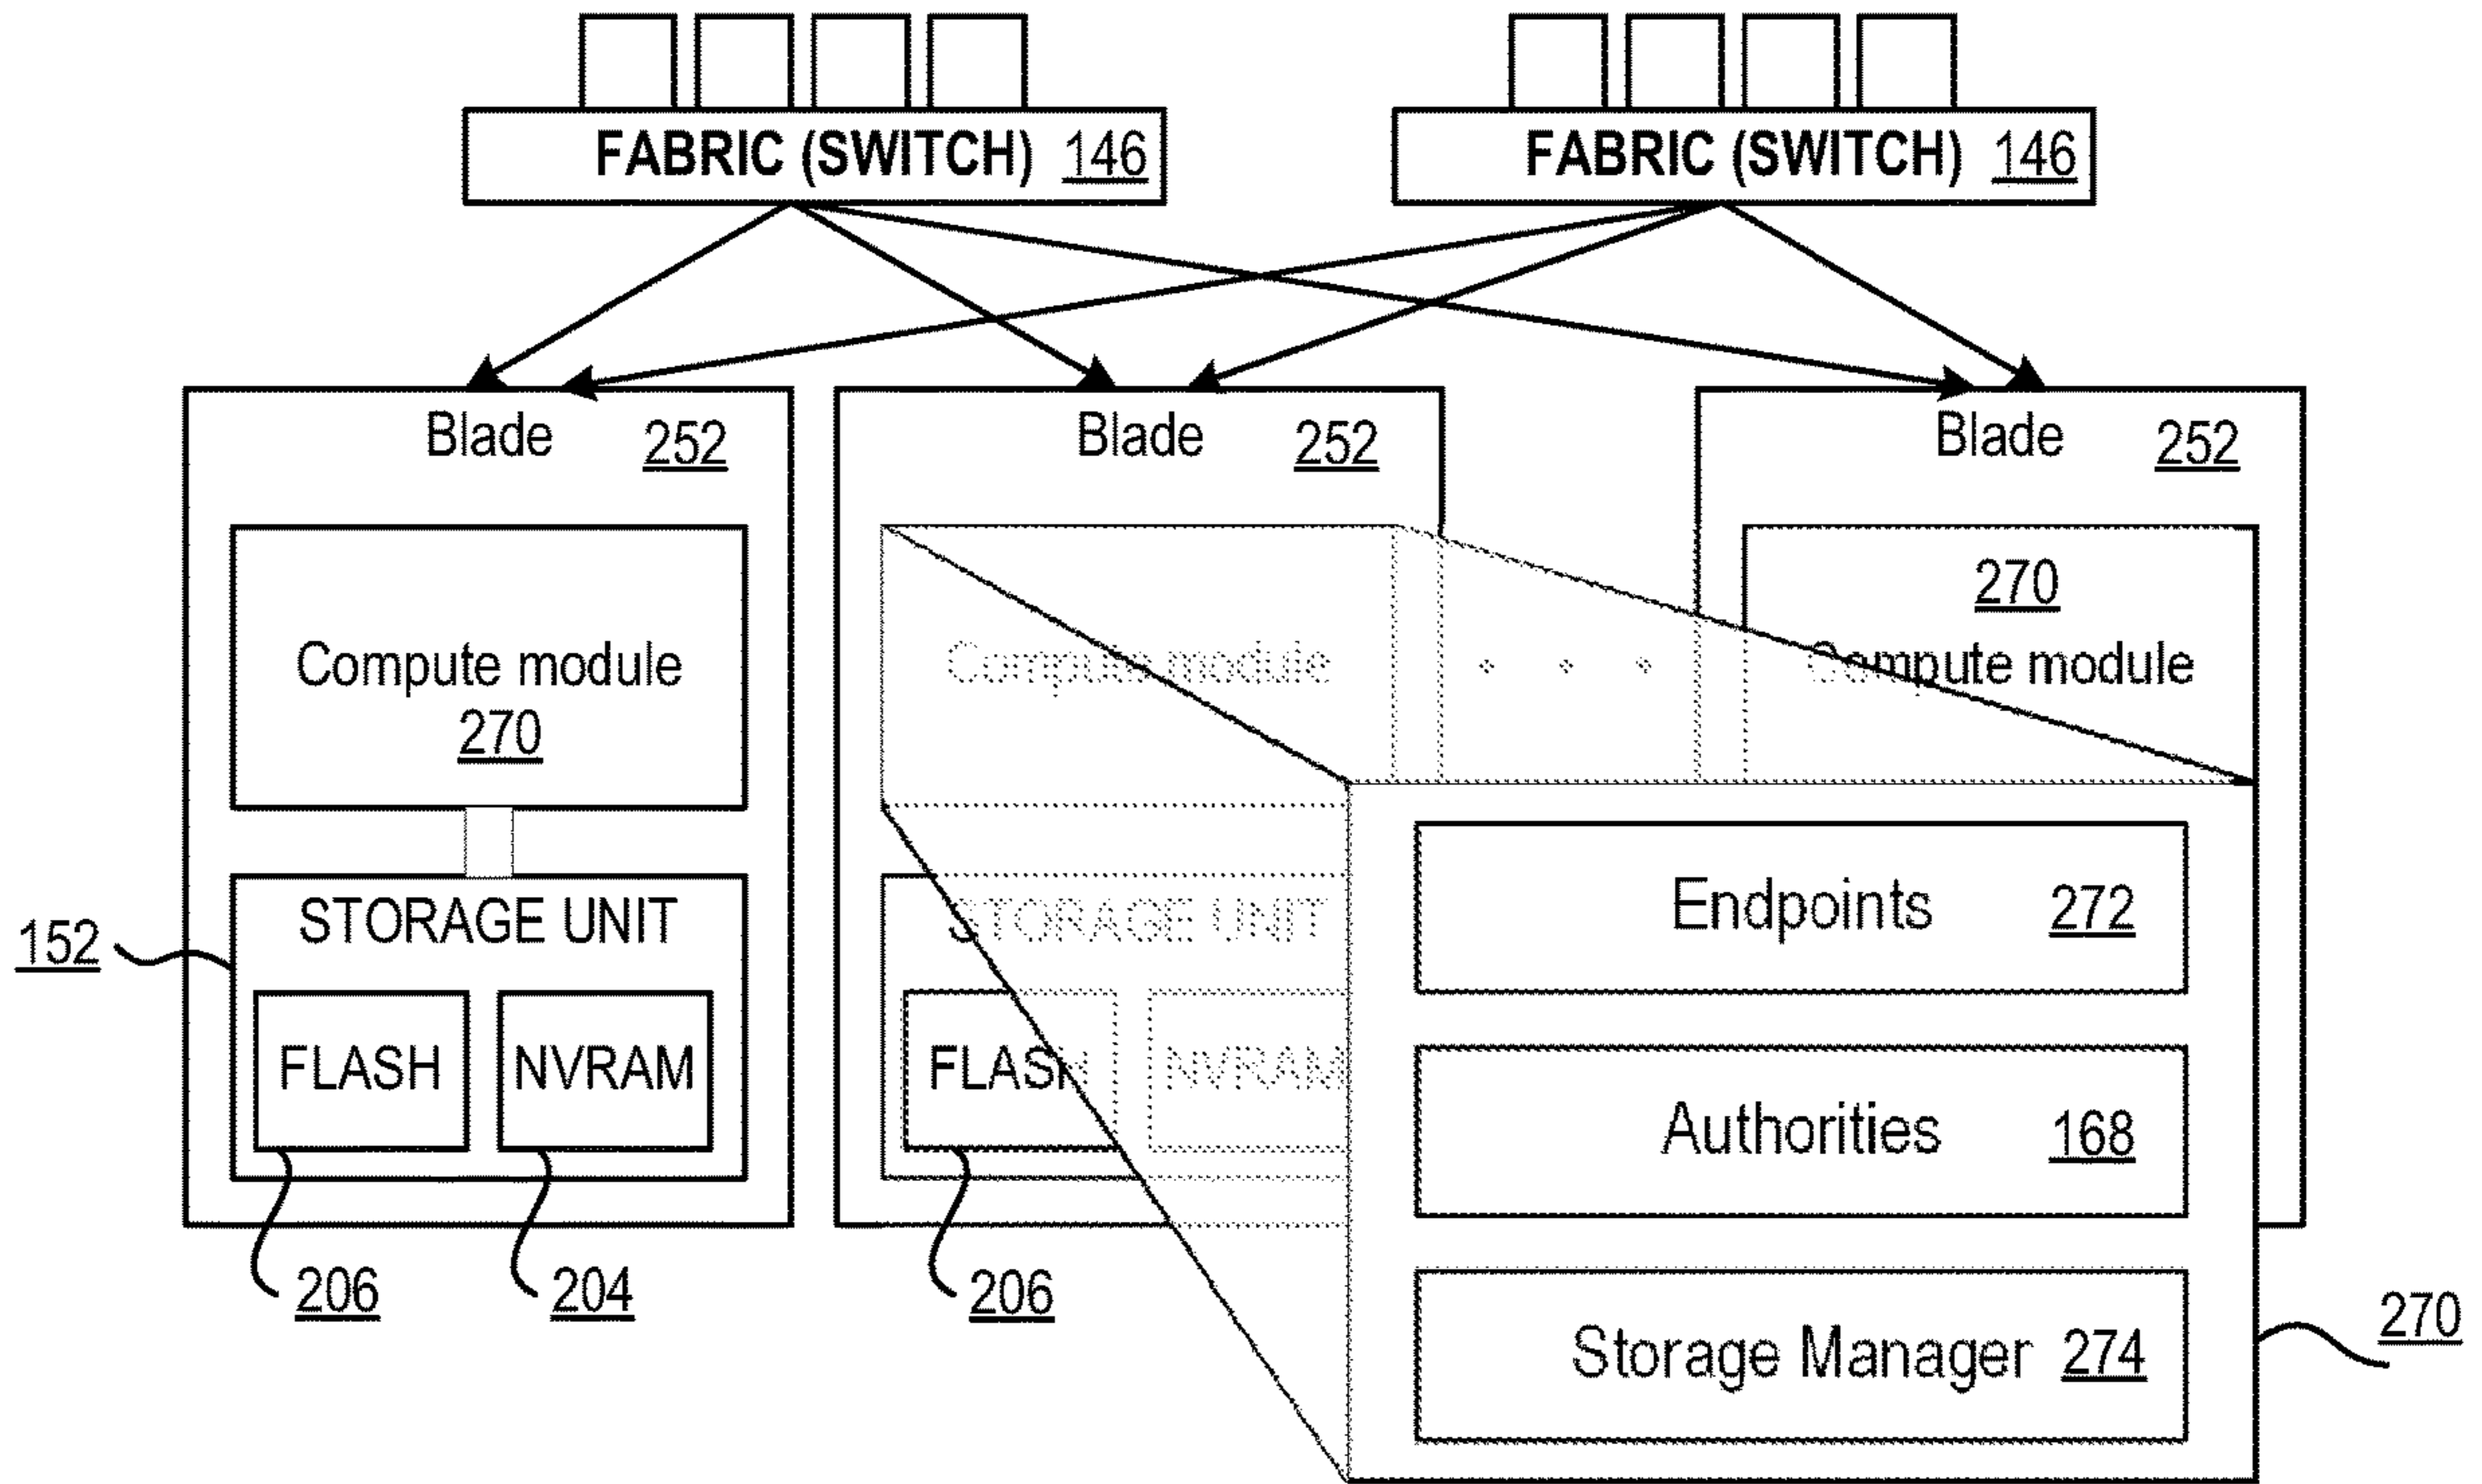 FABRIC (SWITCH) 146
FABRIC (SWITCH) 146
Blade 252
Blade 252
Blade 252
Compute module
270
Compute module
270
Compute module
STORAGE UNIT
152
FLASH
NVRAM
206
204
STORAGE UNIT
FLASH
NVRAM
206
Endpoints 272
Authorities 168
Storage Manager 274
270